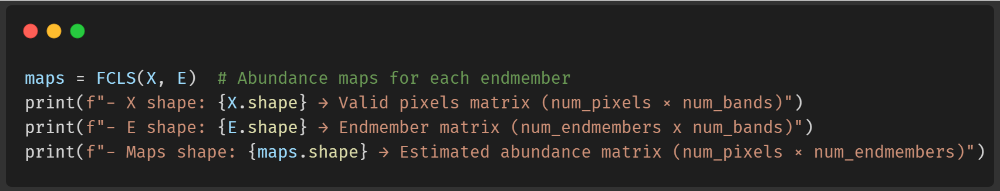 maps = FCLS(X, E)  # Abundance maps for each endmember
print(f"- X shape: {X.shape} → Valid pixels matrix (num_pixels × num_bands)")
print(f"- E shape: {E.shape} → Endmember matrix (num_endmembers x num_bands)")
print(f"- Maps shape: {maps.shape} → Estimated abundance matrix (num_pixels × num_endmembers)")